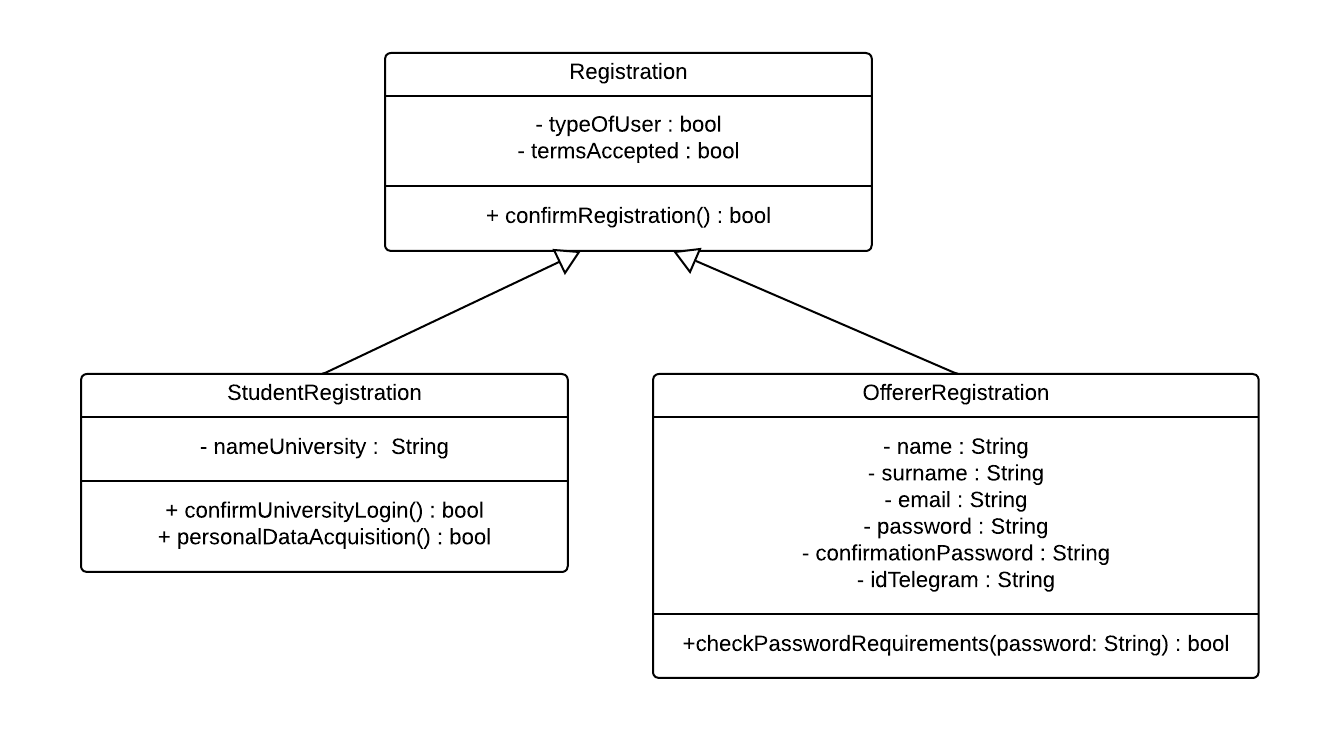 Registration
- typeOfUser : bool
- termsAccepted : bool
+ confirmRegistration() : bool
StudentRegistration
- nameUniversity :  String
+ confirmUniversityLogin() : bool
+ personalDataAcquisition() : bool
OffererRegistration
- name : String
- surname : String
- email : String
- password : String
- confirmationPassword : String
- idTelegram : String
+checkPasswordRequirements(password: String) : bool